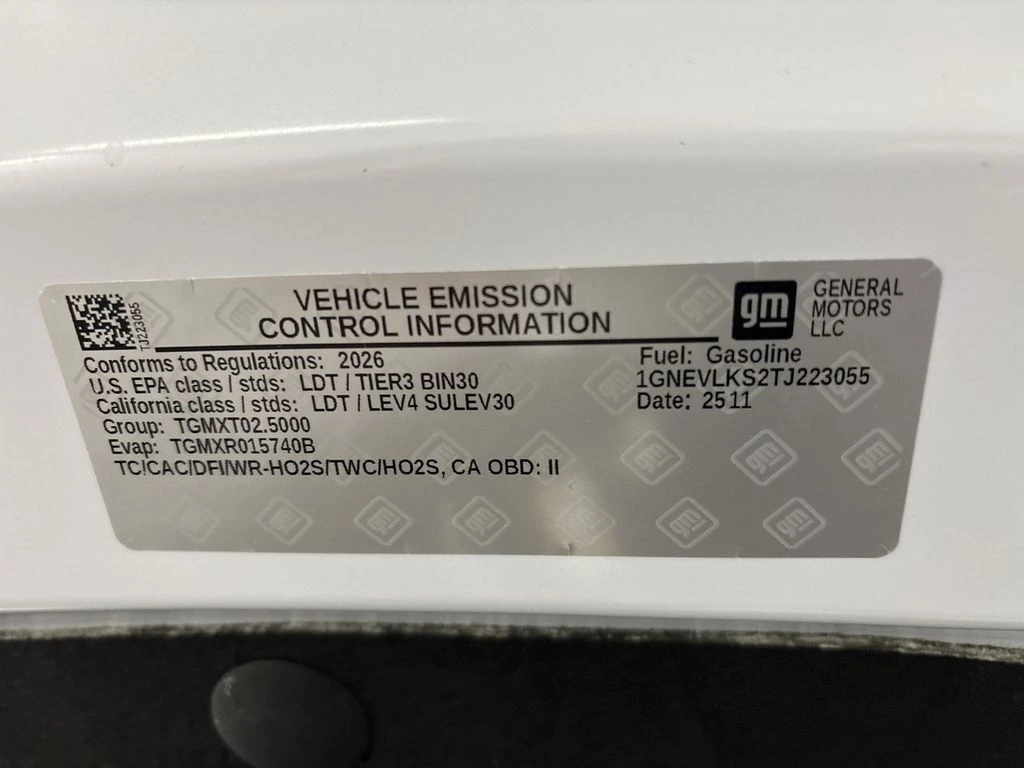 VEHICLE EMISSION
CONTROL INFORMATION
gm
GENERAL
MOTORS
LLC
TJ223055
Conforms to Regulations: 2026
U.S. EPA class / stds: LDT / TIER3 BIN30
California class / stds: LDT / LEV4 SULEV30
Group: TGMXT02.5000
Evap: TGMXR015740B
TC/CAC/DFI/WR-HO2S/TWC/HO2S, CA OBD: II
Fuel: Gasoline
1GNEVLKS2TJ223055
Date: 2511